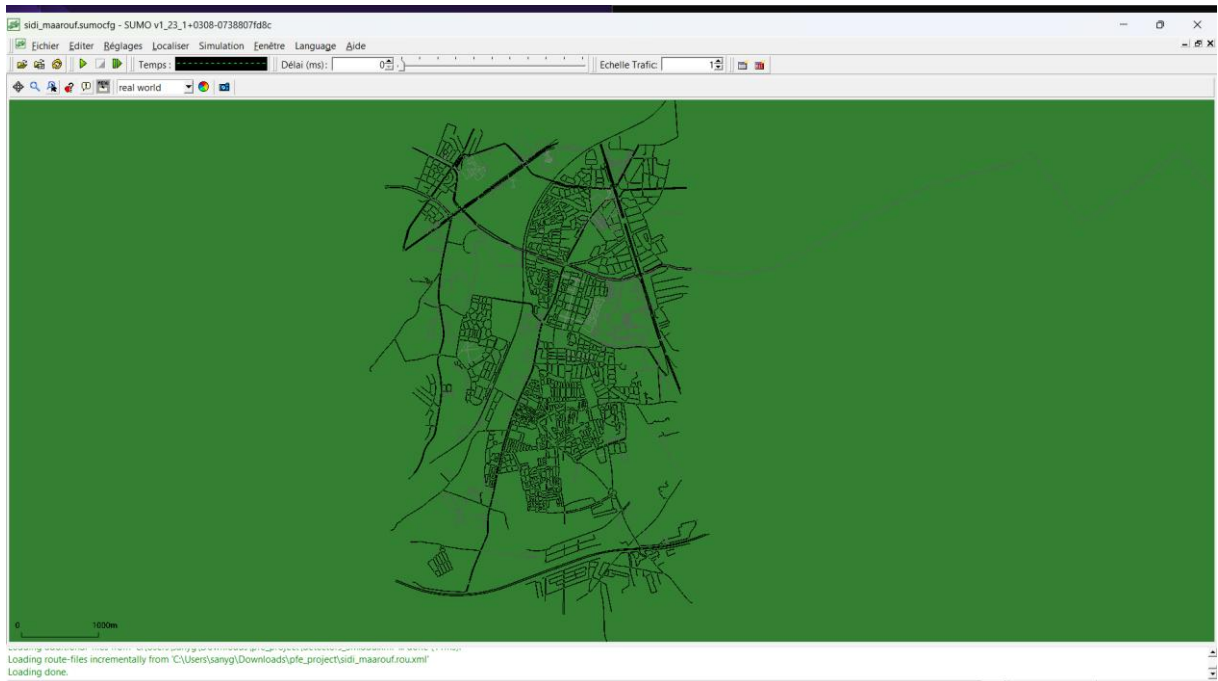 sidi_maarouf.sumocfg - SUMO v1_23_1+0308-0738807fd8c
Fichier Editer Réglages Localiser Simulation Fenêtre Language Aide
Temps : Délai (ms): 0 Echelle Trafic: 1
real world
0 1000m
Loading route-files incrementally from 'C:\Users\sanyg\Downloads\pfe_project\sidi_maarouf.rou.xml'
Loading done.